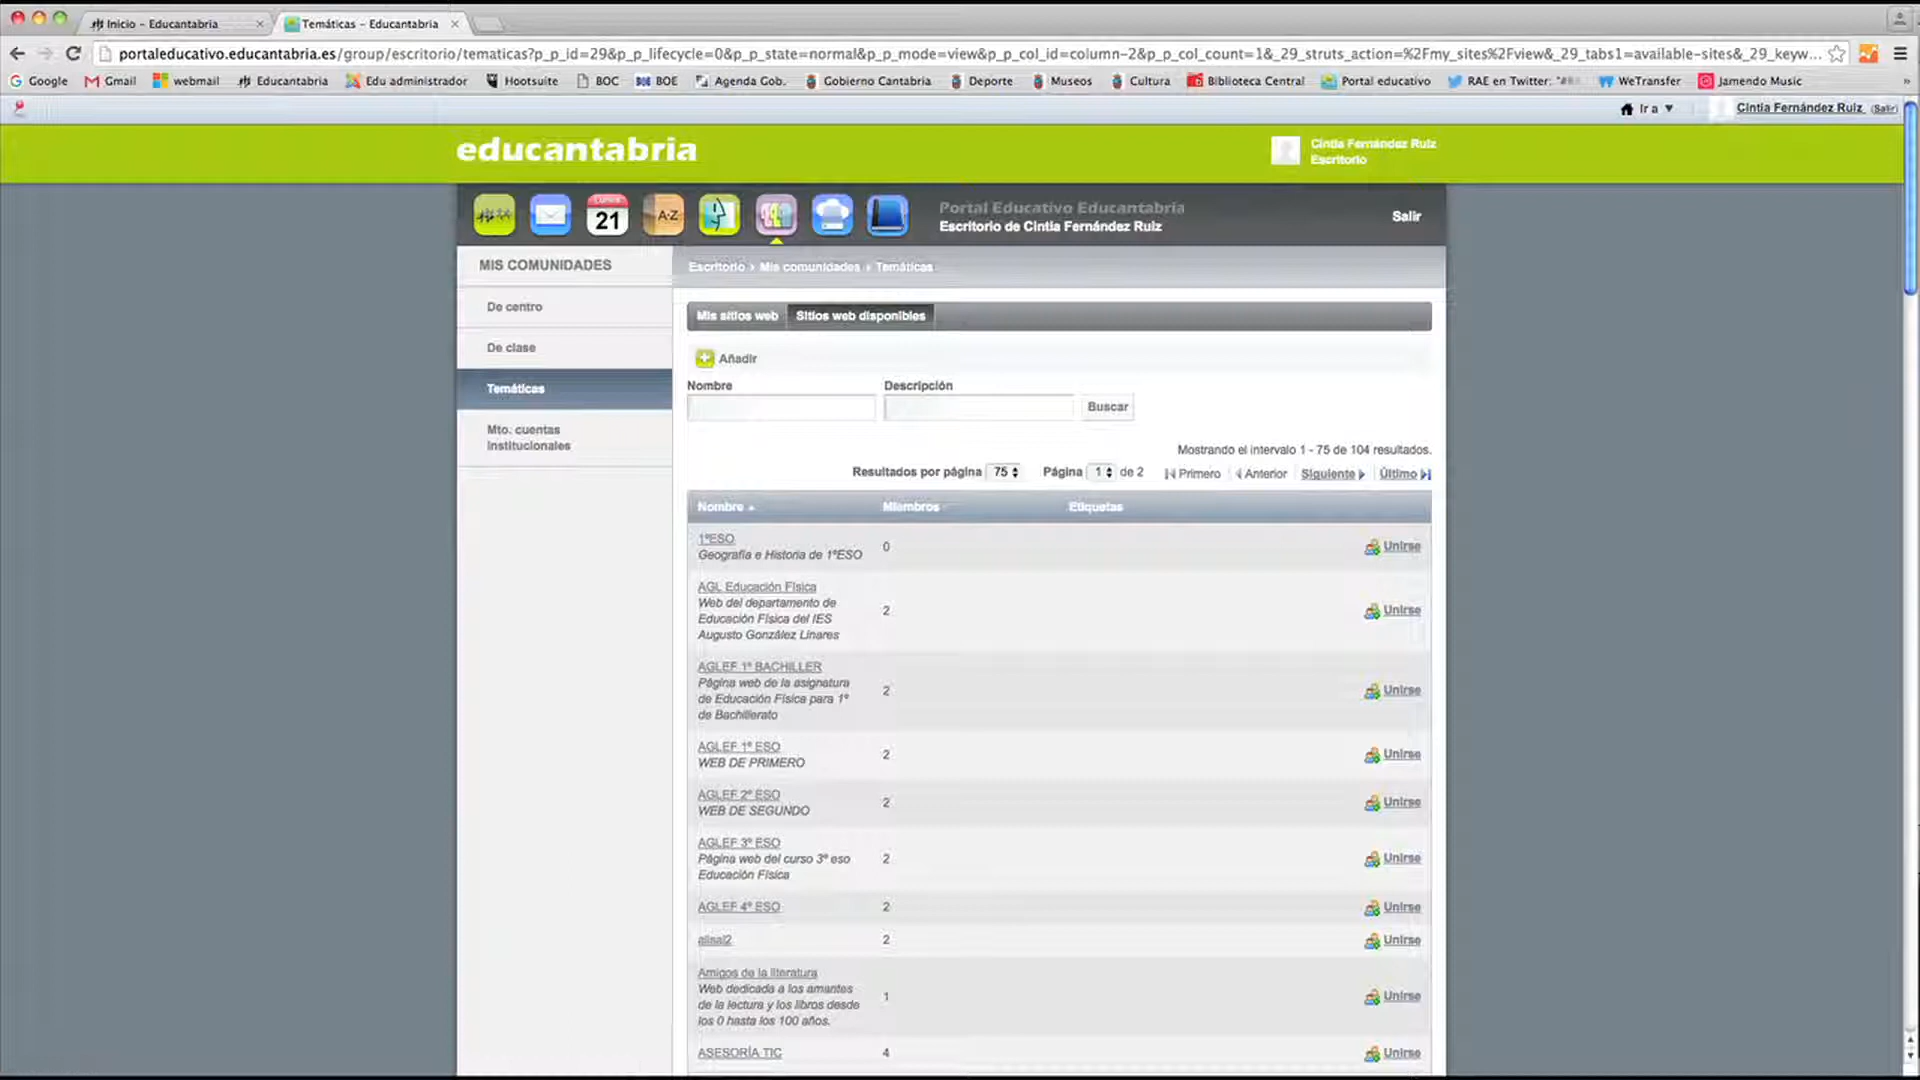 Inicio - Educantabria
Temáticas - Educantabria
portaleducativo.educantabria.es/group/escritorio/tematicas?p_p_id=29&p_p_lifecycle=0&p_p_state=normal&p_p_mode=view&p_p_col_id=column-2&p_p_col_count=1&_29_struts_action=%2Fmy_sites%2Fview&_29_tabs1=available-sites&_29_keyw...
Google Gmail webmail Educantabria Edu administrador Hootsuite BOC BOE Agenda Gob. Gobierno Cantabria Deporte Museos Cultura Biblioteca Central Portal educativo RAE en Twitter: WeTransfer Jamendo Music »
Ir a ▼ Cintia Fernández Ruiz (Salir)
educantabria
Cintia Fernández Ruiz
Escritorio
21
A-Z
Portal Educativo Educantabria
Escritorio de Cintia Fernández Ruiz
Salir
MIS COMUNIDADES
De centro
De clase
Temáticas
Mto. cuentas
institucionales
Escritorio › Mis comunidades › Temáticas
Mis sitios web Sitios web disponibles
Añadir
Nombre Descripción
Buscar
Mostrando el intervalo 1 - 75 de 104 resultados.
Resultados por página 75 Página 1 de 2 Primero Anterior Siguiente Último
Nombre Miembros Etiquetas
1ºESO
Geografía e Historia de 1ºESO
0 Unirse
AGL Educación Física
Web del departamento de
Educación Física del IES
Augusto González Linares
2 Unirse
AGLEF 1º BACHILLER
Página web de la asignatura
de Educación Física para 1º
de Bachillerato
2 Unirse
AGLEF 1º ESO
WEB DE PRIMERO
2 Unirse
AGLEF 2º ESO
WEB DE SEGUNDO
2 Unirse
AGLEF 3º ESO
Página web del curso 3º eso
Educación Física
2 Unirse
AGLEF 4º ESO 2 Unirse
alisal2 2 Unirse
Amigos de la literatura
Web dedicada a los amantes
de la lectura y los libros desde
los 0 hasta los 100 años.
1 Unirse
ASESORÍA TIC 4 Unirse